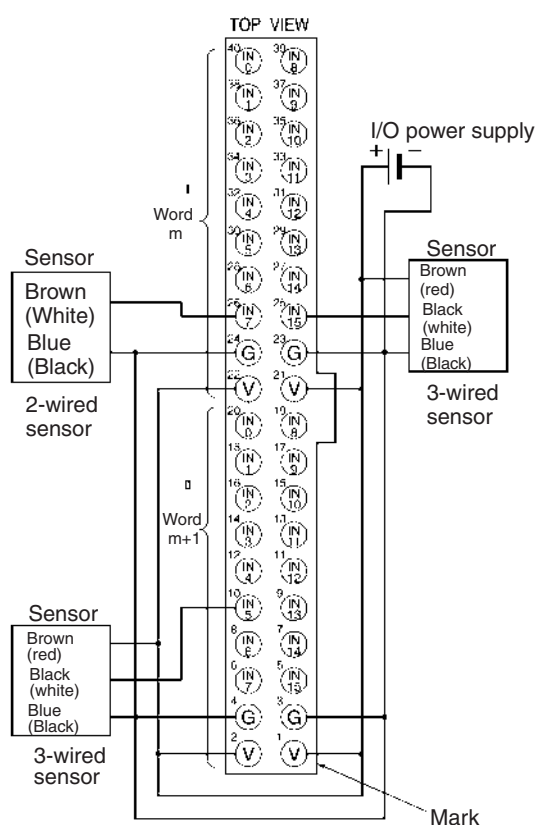 TOP VIEW
40 IN 0 39 IN 8
IN 1 37 IN 9
IN 2 35 IN 10
34 IN 3 33 IN 11
32 IN 4 31 IN 12
30 IN 5 29 IN 13
28 IN 6 IN 14
IN 7 IN 15
24 G 23 G
22 V 21 V
20 IN 0 19 IN 8
IN 1 17 IN 9
16 IN 2 15 IN 10
14 IN 3 IN 11
12 IN 4 11 IN 12
10 IN 5 9 IN 13
8 IN 6 7 IN 14
6 IN 7 5 IN 15
4 G 3 G
2 V 1 V
Word
m
Word
m+1
I/O power supply
+ −
Sensor
Brown
(White)
Blue
(Black)
2-wired
sensor
Sensor
Brown
(red)
Black
(white)
Blue
(Black)
3-wired
sensor
Sensor
Brown
(red)
Black
(white)
Blue
(Black)
3-wired
sensor
Mark